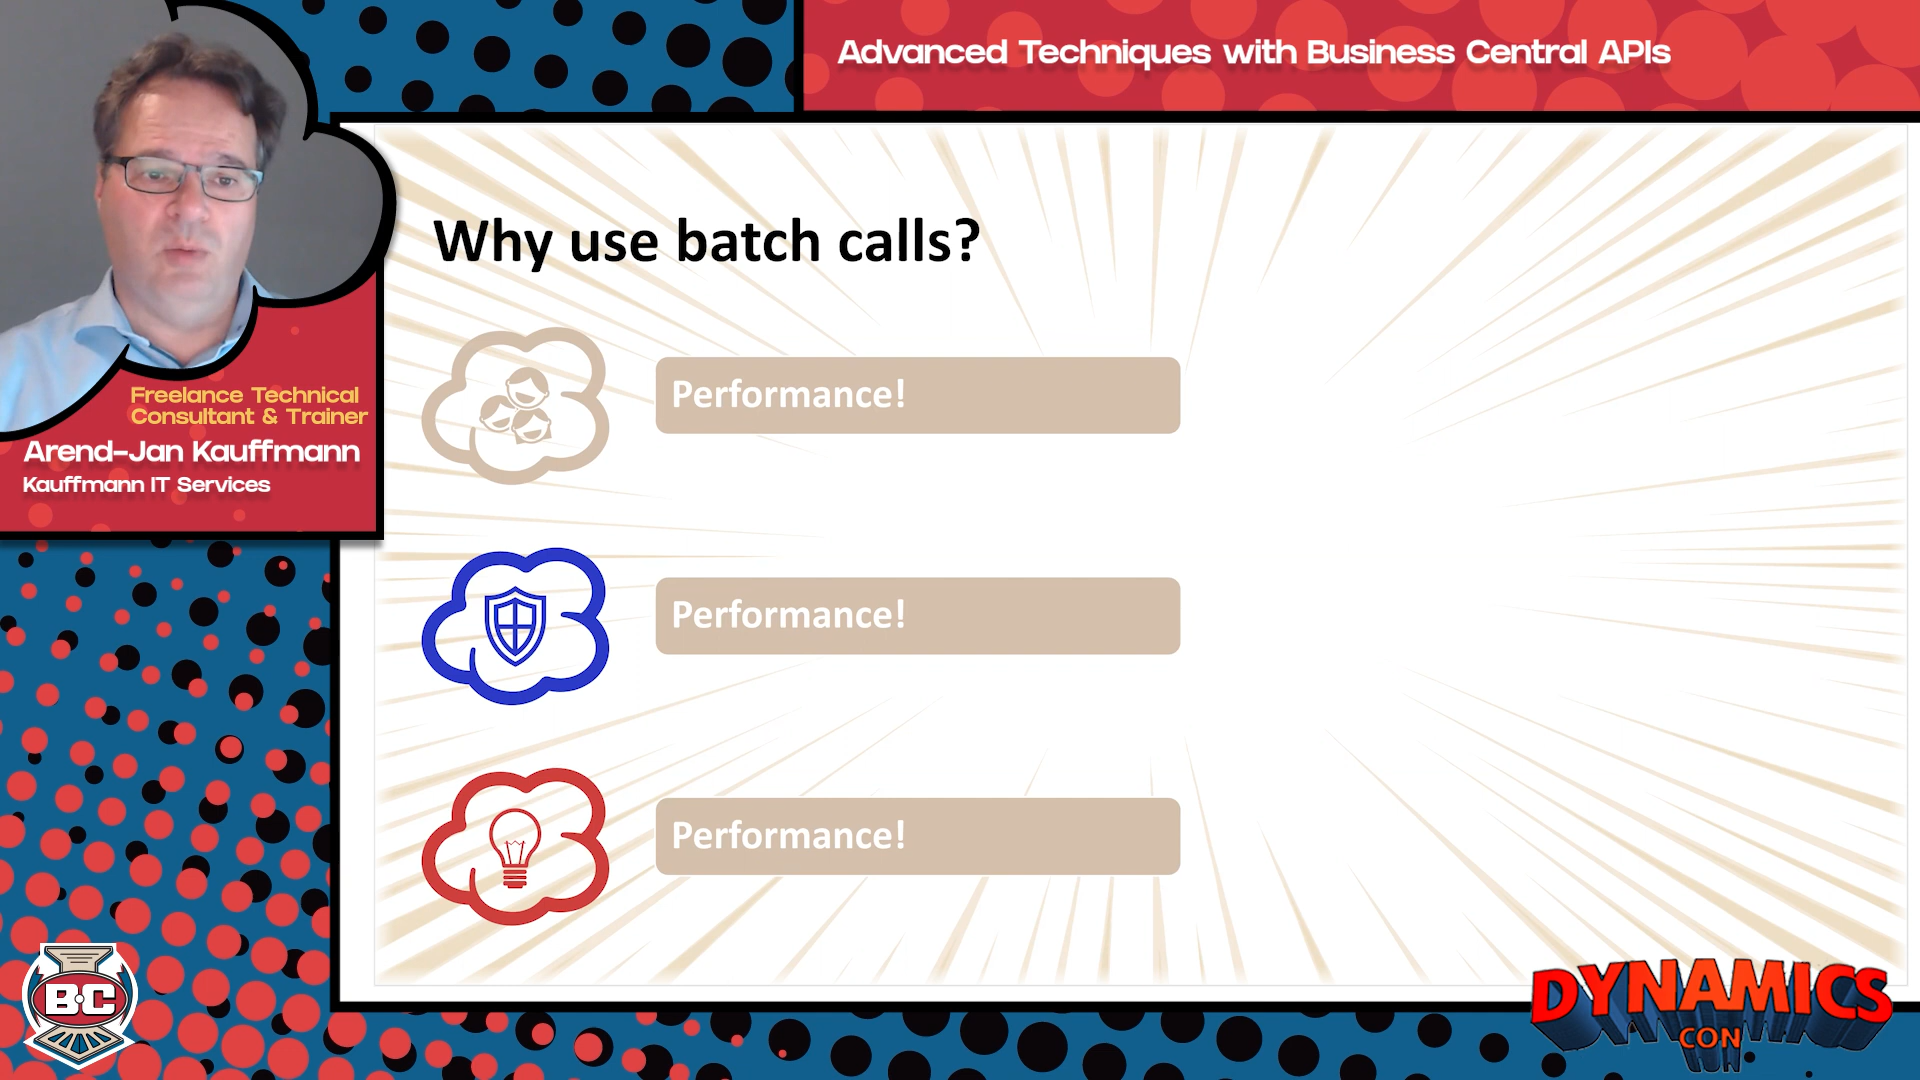 Advanced Techniques with Business Central APIs
Why use batch calls?
Performance!
Performance!
Performance!
Freelance Technical
Consultant & Trainer
Arend-Jan Kauffmann
Kauffmann IT Services
B·C
DYNAMICS
CON